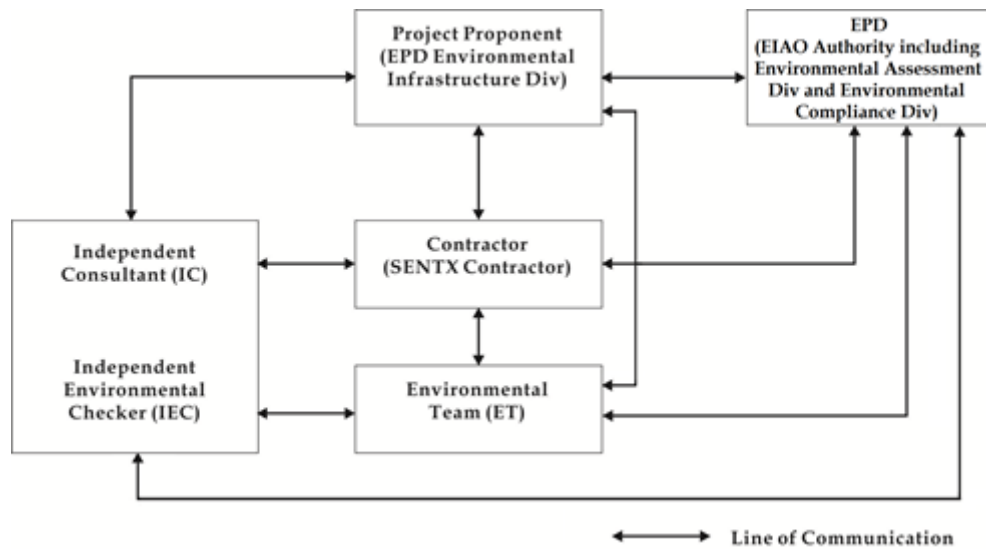 Project Proponent
(EPD Environmental
Infrastructure Div)
EPD
(EIAO Authority including
Environmental Assessment
Div and Environmental
Compliance Div)
Independent
Consultant (IC)
Contractor
(SENTX Contractor)
Independent
Environmental
Checker (IEC)
Environmental
Team (ET)
Line of Communication